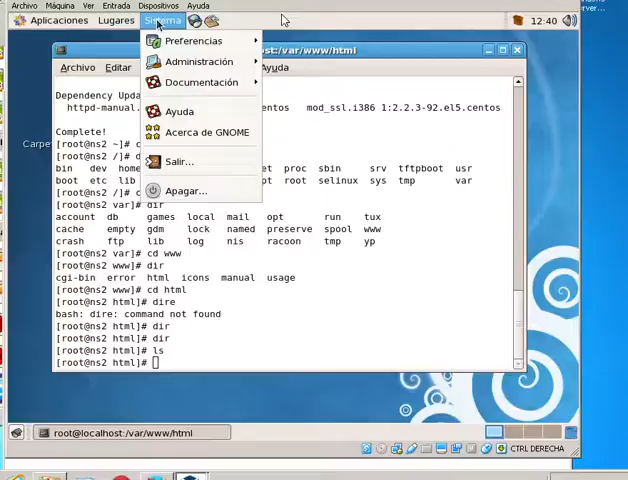 Archivo Máquina Ver Entrada Dispositivos Ayuda
Aplicaciones Lugares Sistema 12:40
Preferencias
Administración
Documentación
Ayuda
Acerca de GNOME
Salir...
Apagar...
host:/var/www/html
Archivo Editar Ayuda
Dependency Upda
httpd-manual. entos mod_ssl.i386 1:2.2.3-92.el5.centos
Complete!
Carpe
[root@ns2 ~]# c
[root@ns2 /]# d
bin dev home proc sbin srv tftpboot usr
boot etc lib root selinux sys tmp var
[root@ns2 /]# c
[root@ns2 var]# dir
account db games local mail opt run tux
cache empty gdm lock named preserve spool www
crash ftp lib log nis racoon tmp yp
[root@ns2 var]# cd www
[root@ns2 www]# dir
cgi-bin error html icons manual usage
[root@ns2 www]# cd html
[root@ns2 html]# dire
bash: dire: command not found
[root@ns2 html]# dir
[root@ns2 html]# dir
[root@ns2 html]# ls
[root@ns2 html]#
root@localhost:/var/www/html
CTRL DERECHA